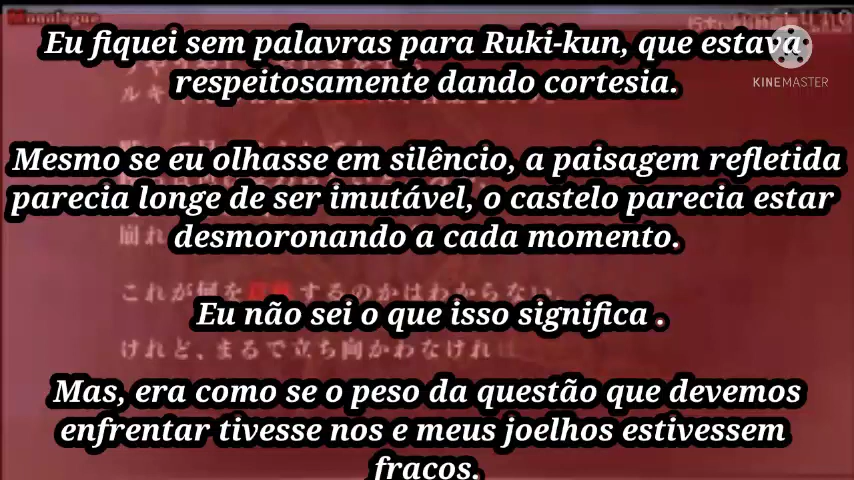 Monologue
Eu fiquei sem palavras para Ruki-kun, que estava
respeitosamente dando cortesia.
KINEMASTER
Mesmo se eu olhasse em silêncio, a paisagem refletida
parecia longe de ser imutável, o castelo parecia estar
desmoronando a cada momento.
これが何を するのかはわからない
Eu não sei o que isso significa .
けれど、まるで立ち向かわなけれ
Mas, era como se o peso da questão que devemos
enfrentar tivesse nos e meus joelhos estivessem
fracos.